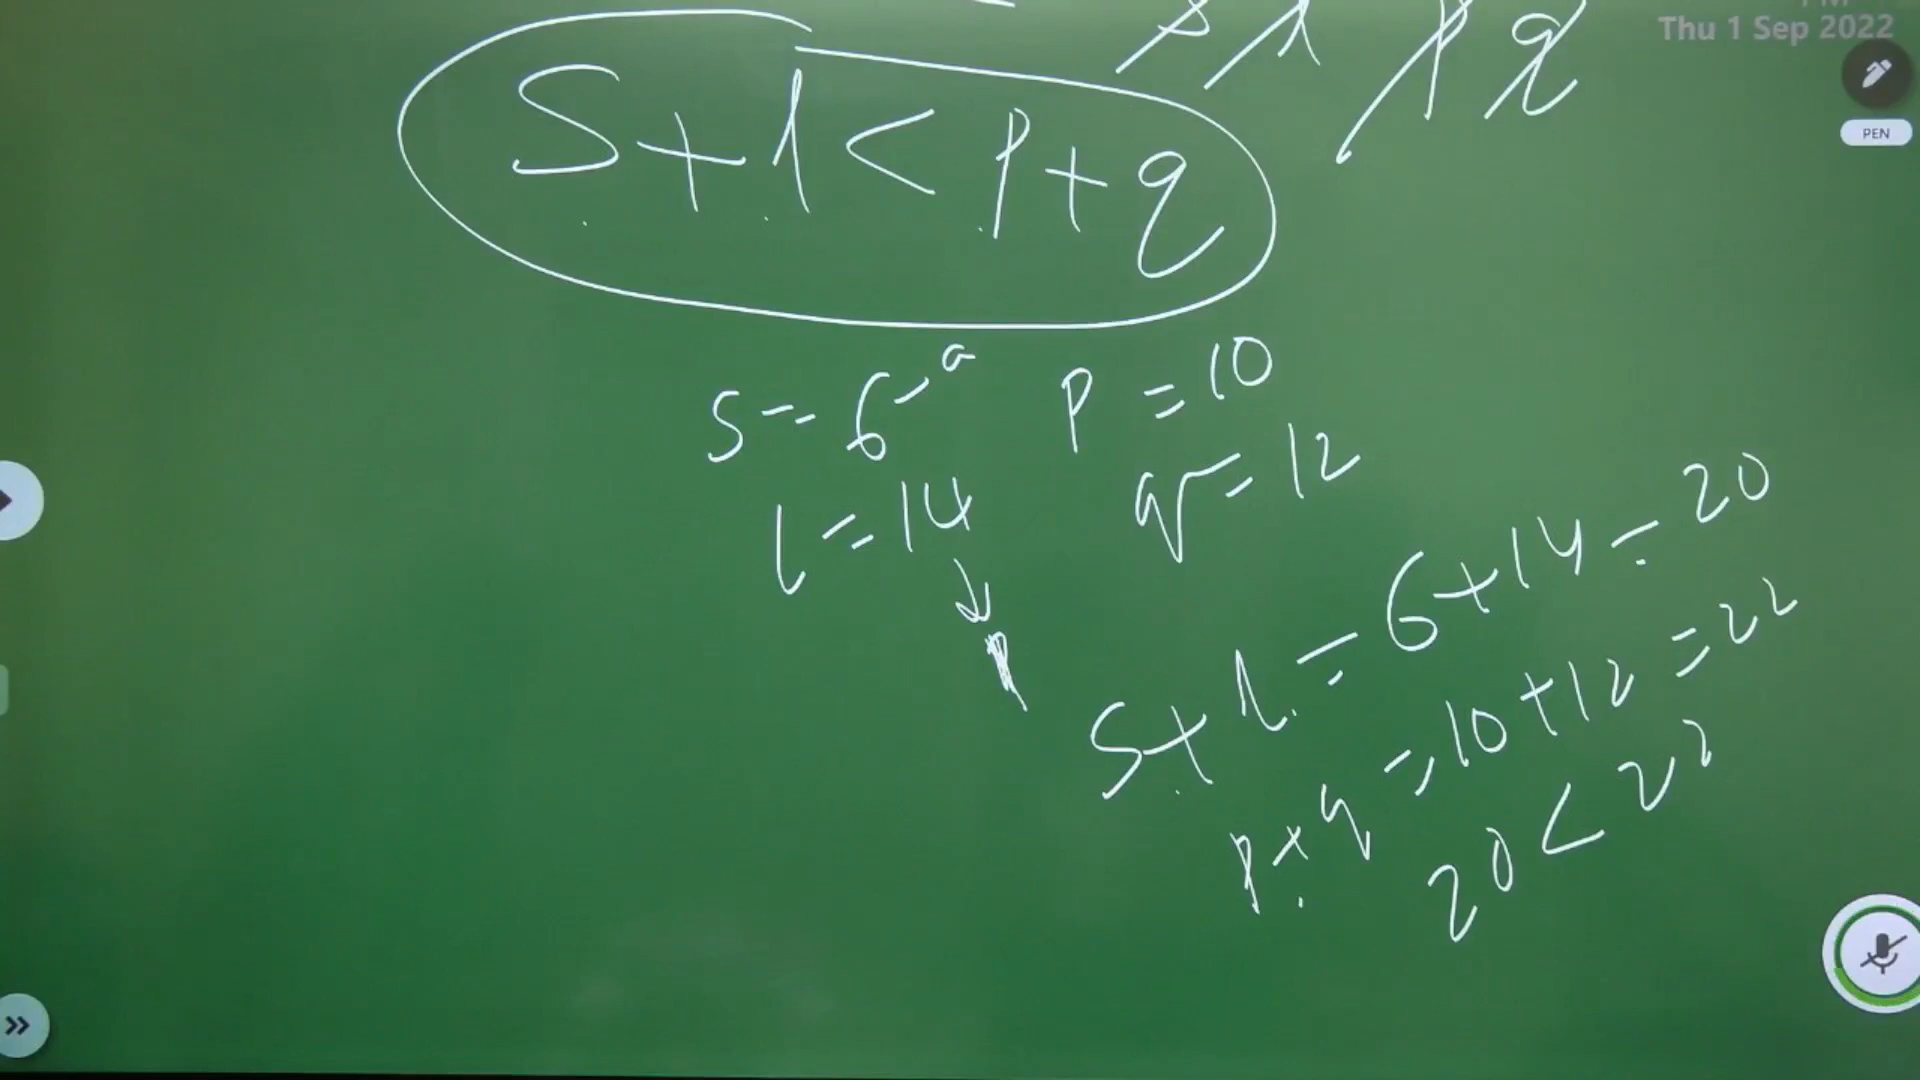 Thu 1 Sep 2022
PEN
p q
S+l < p+q
s = 6 a
p = 10
l = 14
q = 12
s+l = 6+14 = 20
p+q = 10+12 = 22
20 < 22